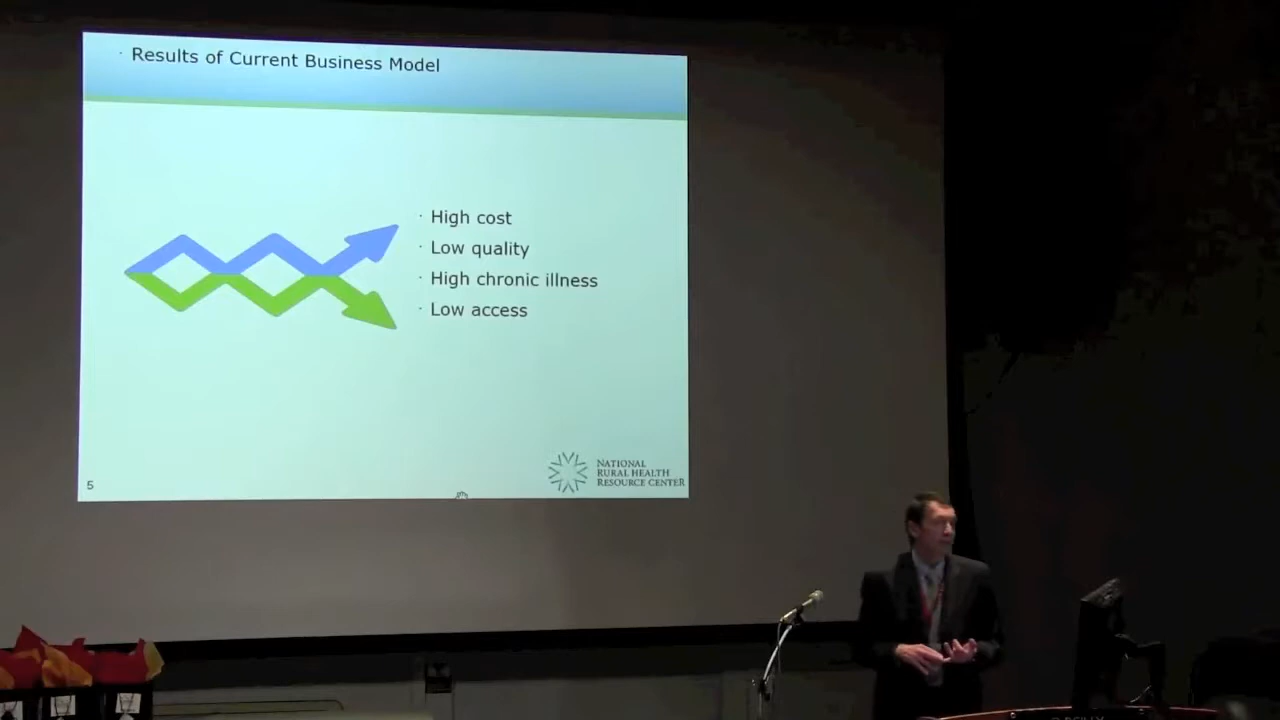 · Results of Current Business Model
· High cost
· Low quality
· High chronic illness
· Low access
NATIONAL
RURAL HEALTH
RESOURCE CENTER
5